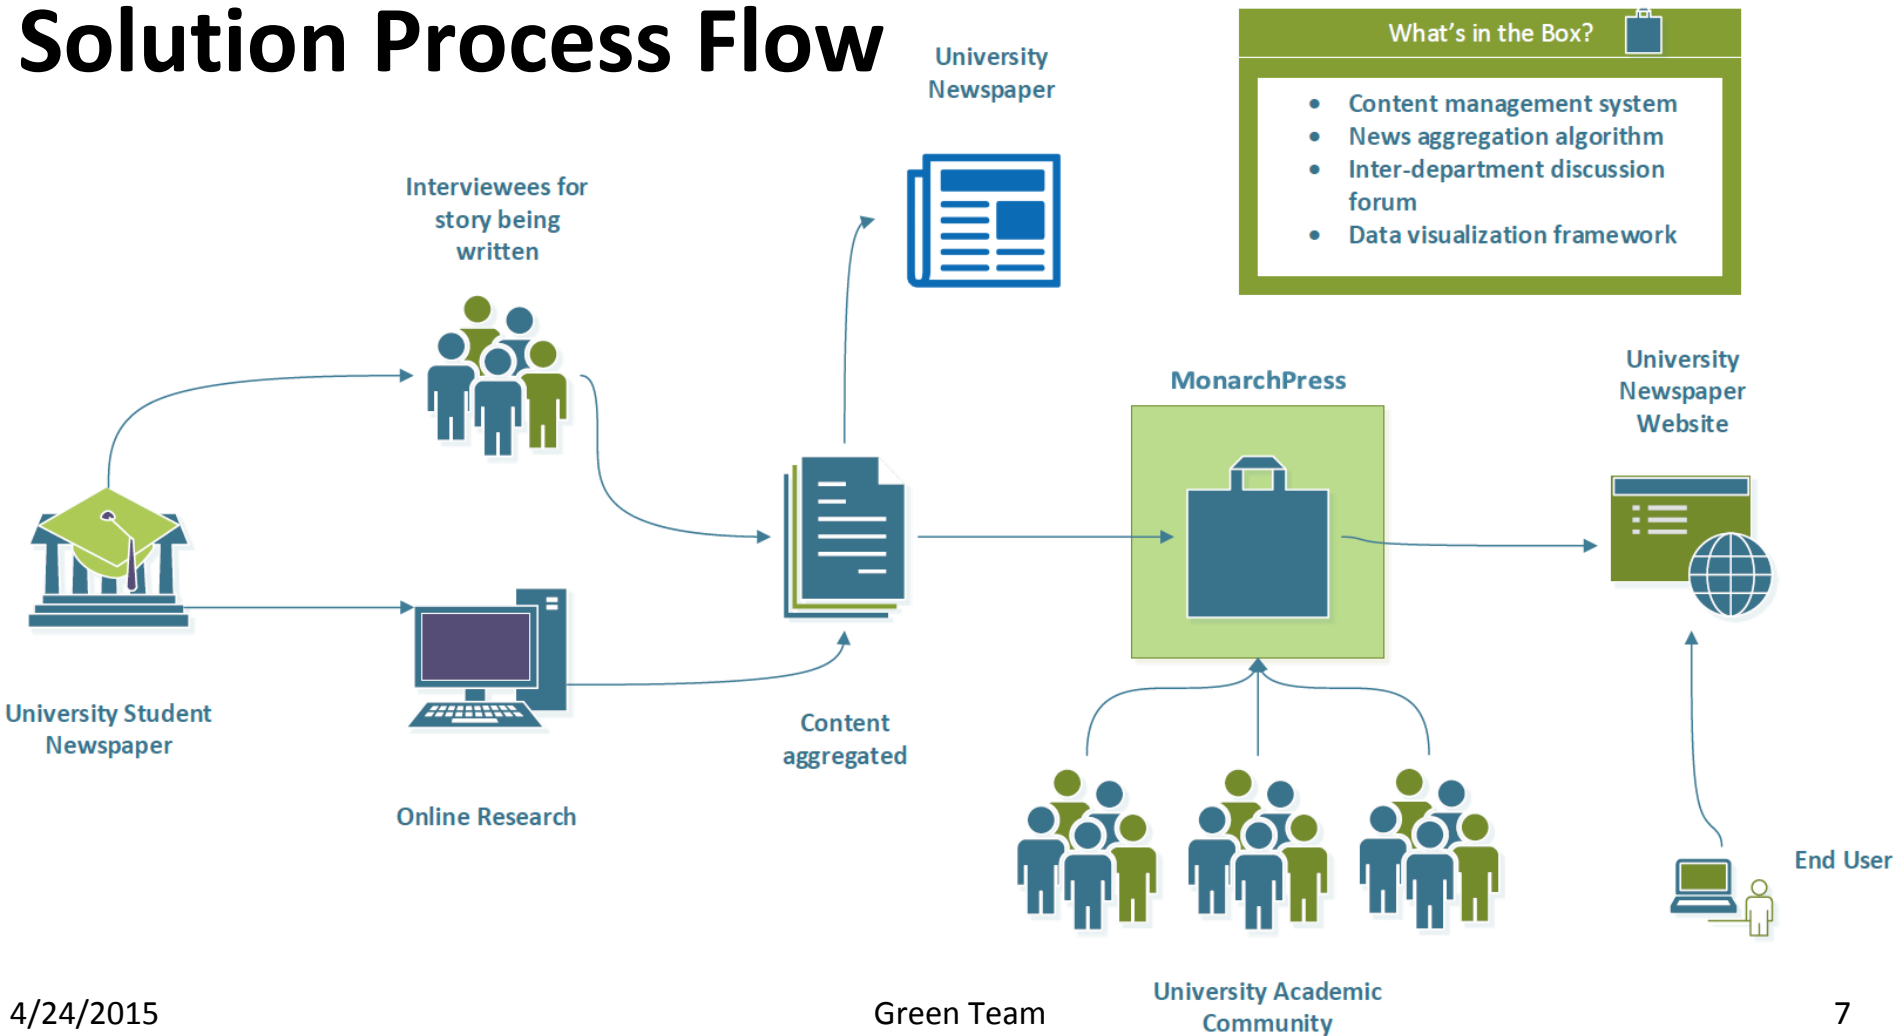 Solution Process Flow
University
Newspaper
What's in the Box?
• Content management system
• News aggregation algorithm
• Inter-department discussion
forum
• Data visualization framework
Interviewees for
story being
written
MonarchPress
University
Newspaper
Website
University Student
Newspaper
Online Research
Content
aggregated
End User
University Academic
Community
4/24/2015
Green Team
7